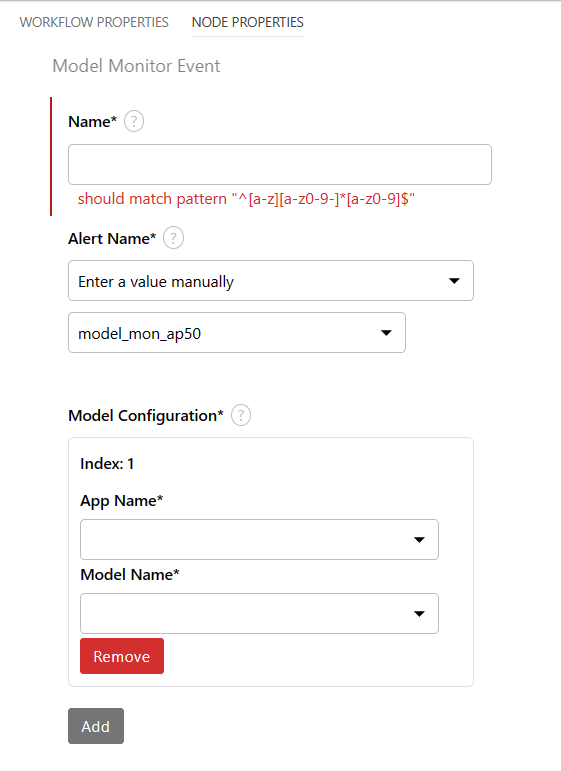 WORKFLOW PROPERTIES NODE PROPERTIES
Model Monitor Event
Name* ?
should match pattern "^[a-z][a-z0-9-]*[a-z0-9]$"
Alert Name* ?
Enter a value manually
model_mon_ap50
Model Configuration* ?
Index: 1
App Name*
Model Name*
Remove
Add